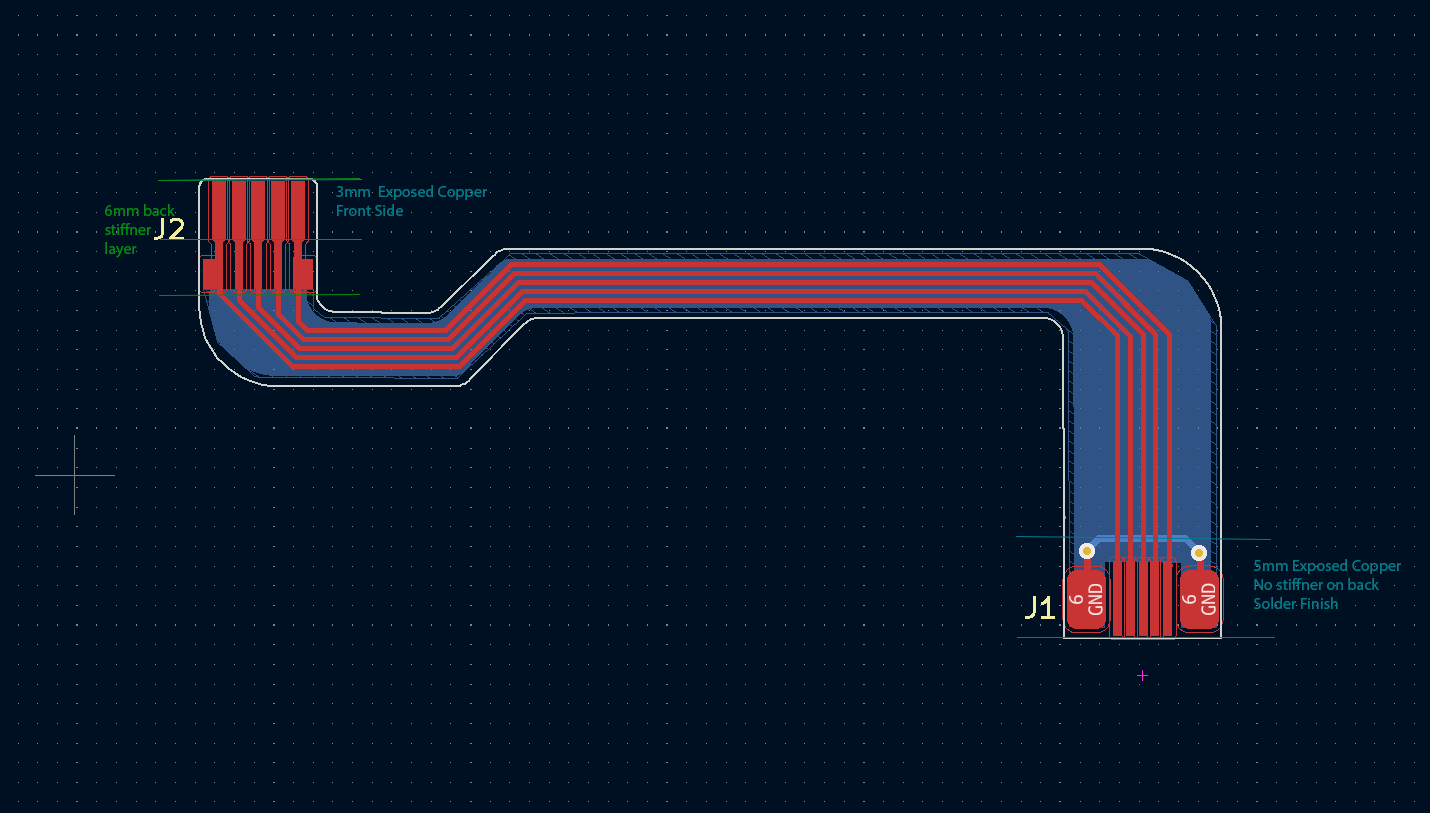 3mm Exposed Copper
Front Side
6mm back
stiffner
layer
J2
5mm Exposed Copper
No stiffner on back
Solder Finish
J1
6
GND
6
GND